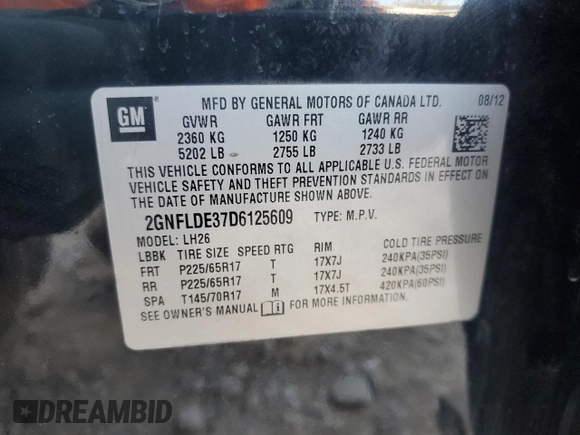 GM
MFD BY GENERAL MOTORS OF CANADA LTD. 08/12
GVWR GAWR FRT GAWR RR
2360 KG 1250 KG 1240 KG
5202 LB 2755 LB 2733 LB
THIS VEHICLE CONFORMS TO ALL APPLICABLE U.S. FEDERAL MOTOR
VEHICLE SAFETY AND THEFT PREVENTION STANDARDS IN EFFECT ON
THE DATE OF MANUFACTURE SHOWN ABOVE.
2GNFLDE37D6125609 TYPE: M.P.V.
MODEL: LH26
LBBK TIRE SIZE SPEED RTG RIM COLD TIRE PRESSURE
FRT P225/65R17 T 17X7J 240KPA(35PSI)
RR P225/65R17 T 17X7J 240KPA(35PSI)
SPA T145/70R17 M 17X4.5T 420KPA(60PSI)
SEE OWNER'S MANUAL FOR MORE INFORMATION
DREAMBID